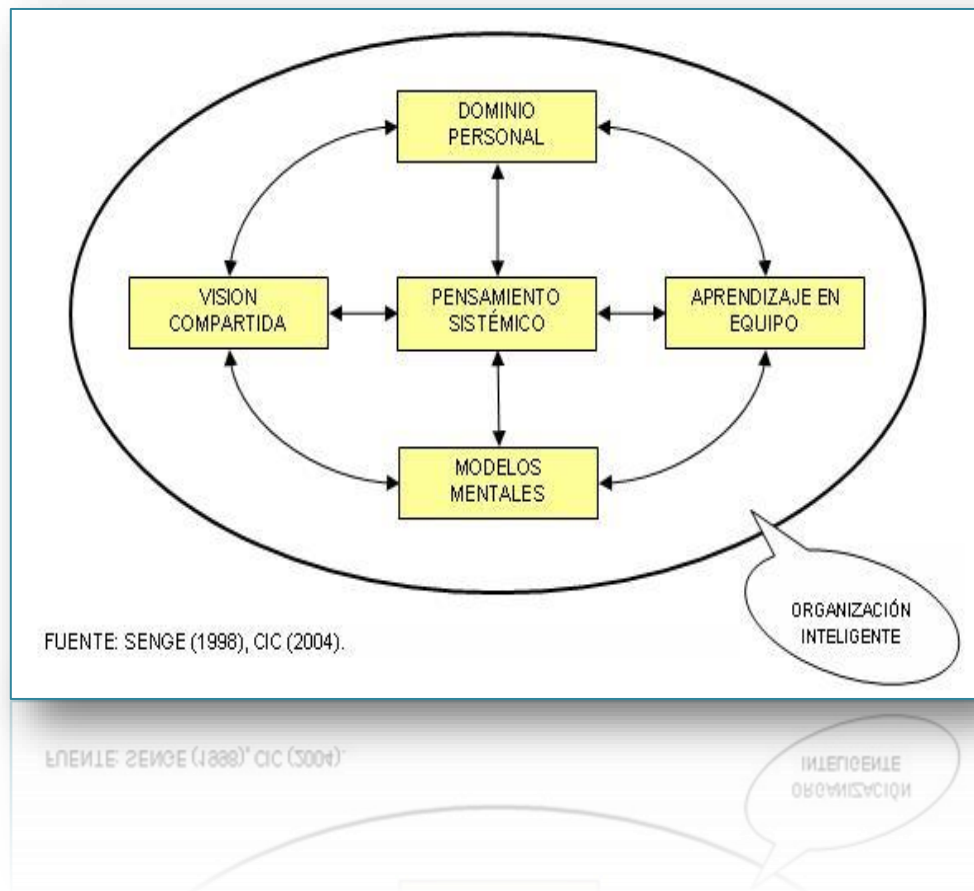 DOMINIO
PERSONAL
VISION
COMPARTIDA
PENSAMIENTO
SISTÉMICO
APRENDIZAJE EN
EQUIPO
MODELOS
MENTALES
ORGANIZACIÓN
INTELIGENTE
FUENTE: SENGE (1998), CIC (2004).